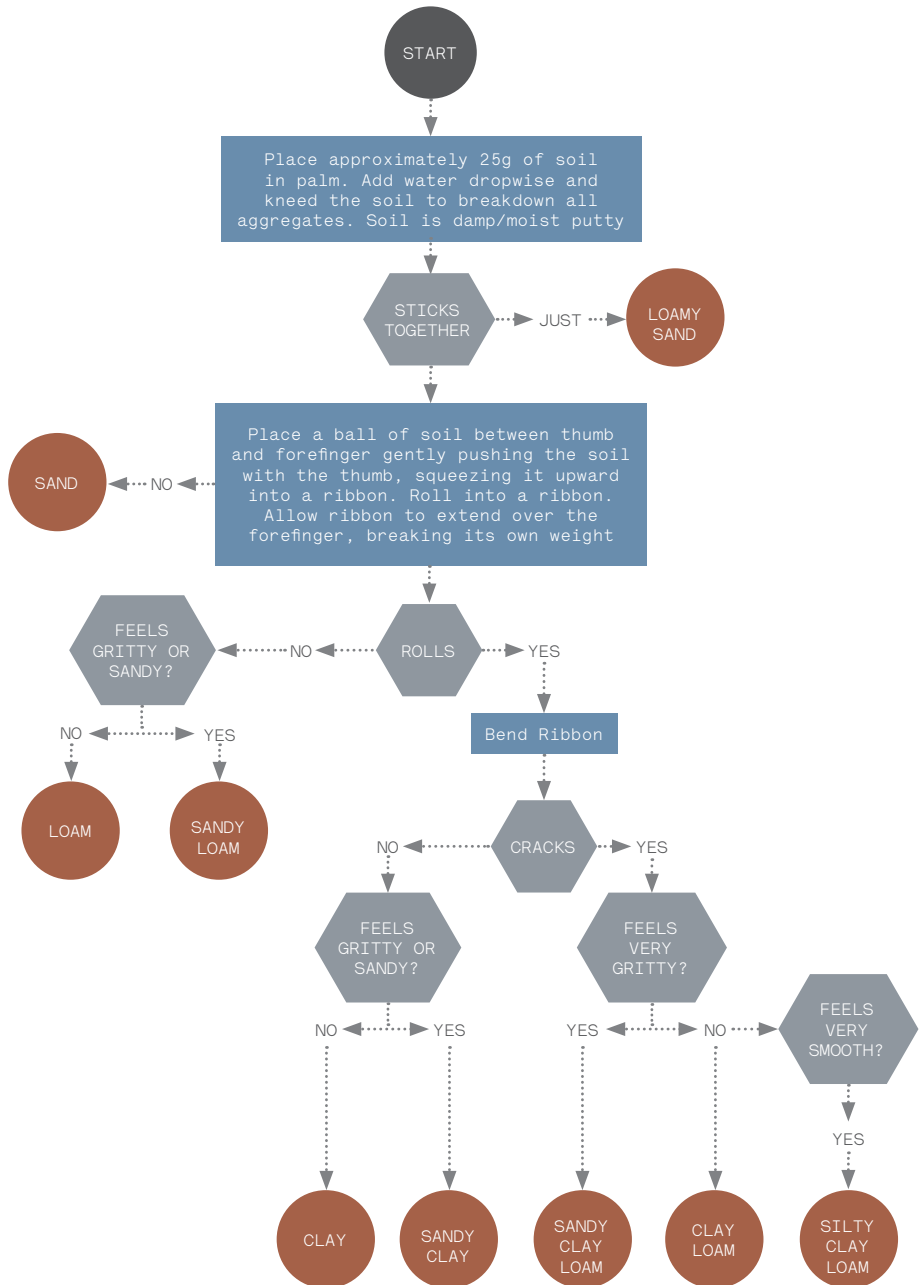 START
Place approximately 25g of soil
in palm. Add water dropwise and
kneed the soil to breakdown all
aggregates. Soil is damp/moist putty
STICKS
TOGETHER
JUST
LOAMY
SAND
Place a ball of soil between thumb
and forefinger gently pushing the soil
with the thumb, squeezing it upward
into a ribbon. Roll into a ribbon.
Allow ribbon to extend over the
forefinger, breaking its own weight
NO
SAND
ROLLS
NO
FEELS
GRITTY OR
SANDY?
NO
YES
LOAM
SANDY
LOAM
YES
Bend Ribbon
CRACKS
NO
YES
FEELS
GRITTY OR
SANDY?
NO
YES
CLAY
SANDY
CLAY
FEELS
VERY
GRITTY?
YES
NO
SANDY
CLAY
LOAM
CLAY
LOAM
FEELS
VERY
SMOOTH?
YES
SILTY
CLAY
LOAM